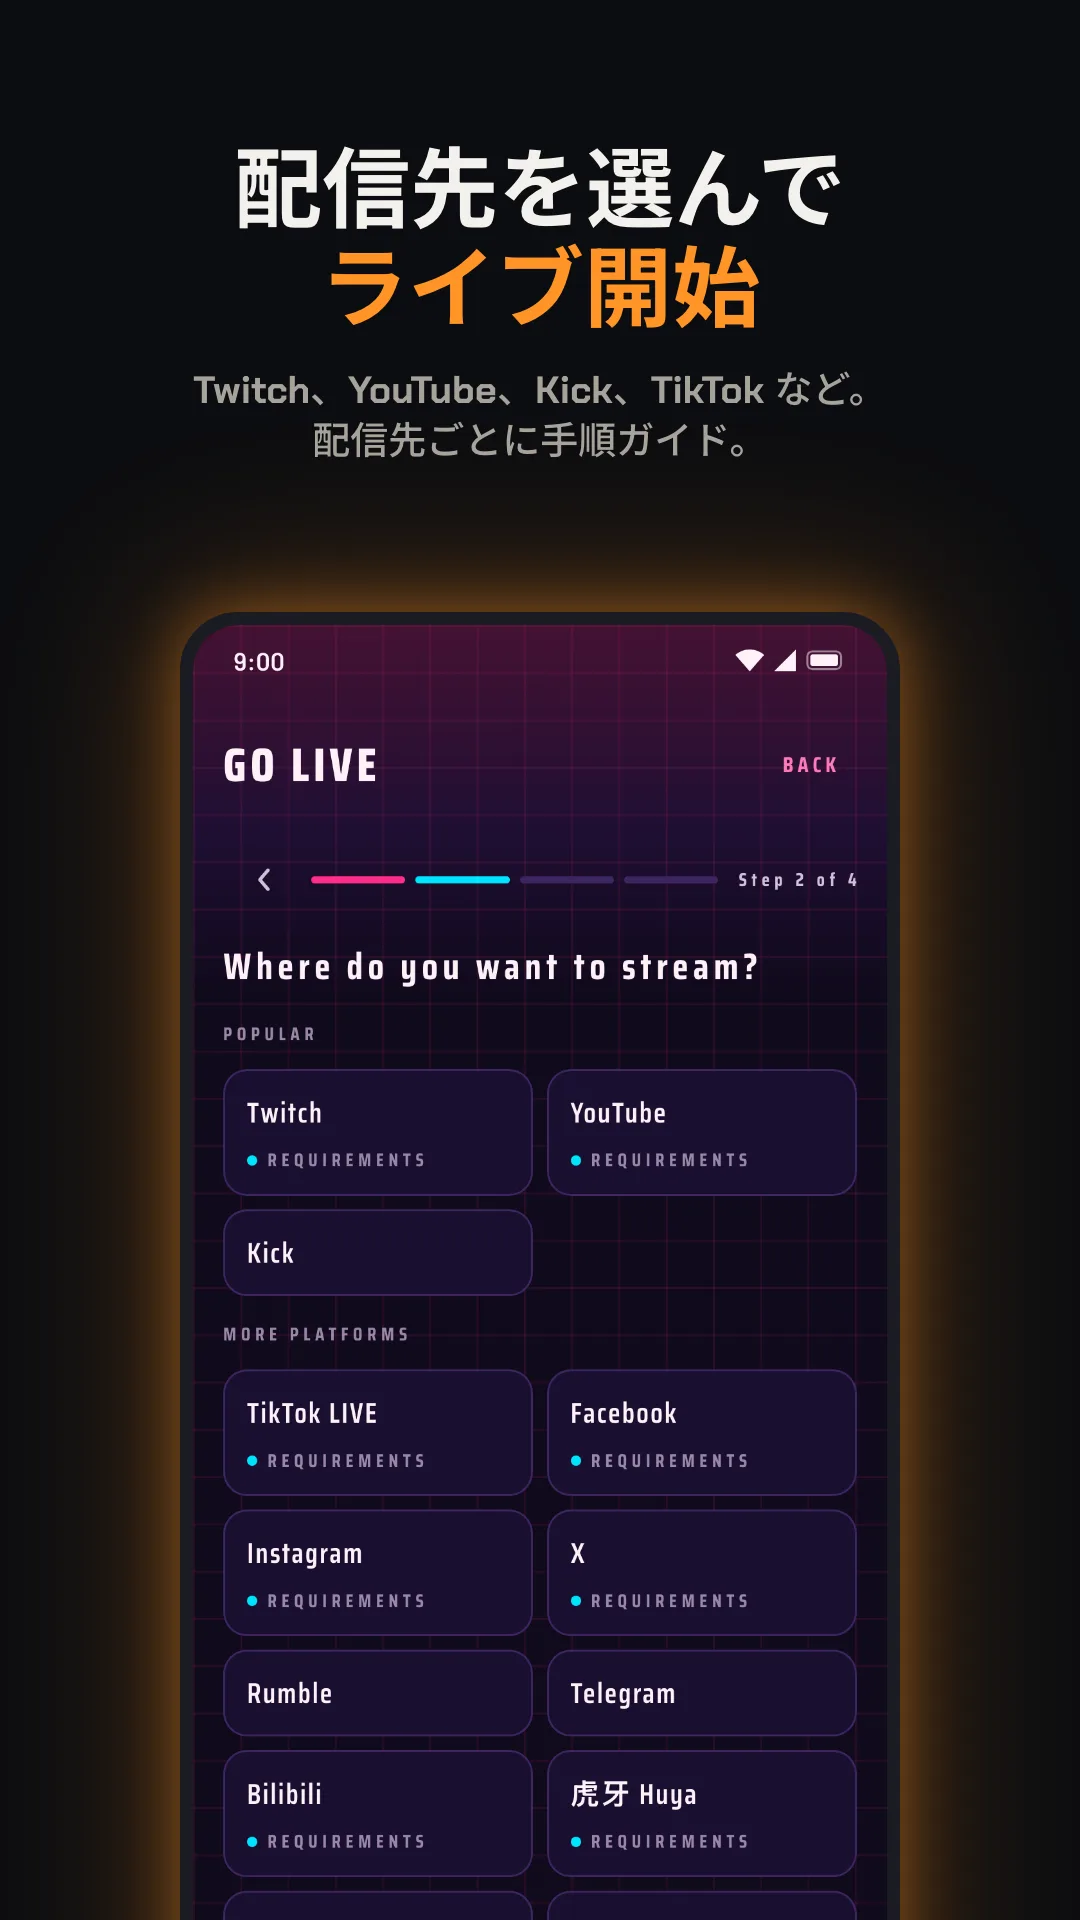 配信先を選んで
ライブ開始
Twitch、YouTube、Kick、TikTok など。
配信先ごとに手順ガイド。
9:00
GO LIVE
BACK
Step 2 of 4
Where do you want to stream?
POPULAR
Twitch
REQUIREMENTS
YouTube
REQUIREMENTS
Kick
MORE PLATFORMS
TikTok LIVE
REQUIREMENTS
Facebook
REQUIREMENTS
Instagram
REQUIREMENTS
X
REQUIREMENTS
Rumble
Telegram
Bilibili
REQUIREMENTS
虎牙 Huya
REQUIREMENTS